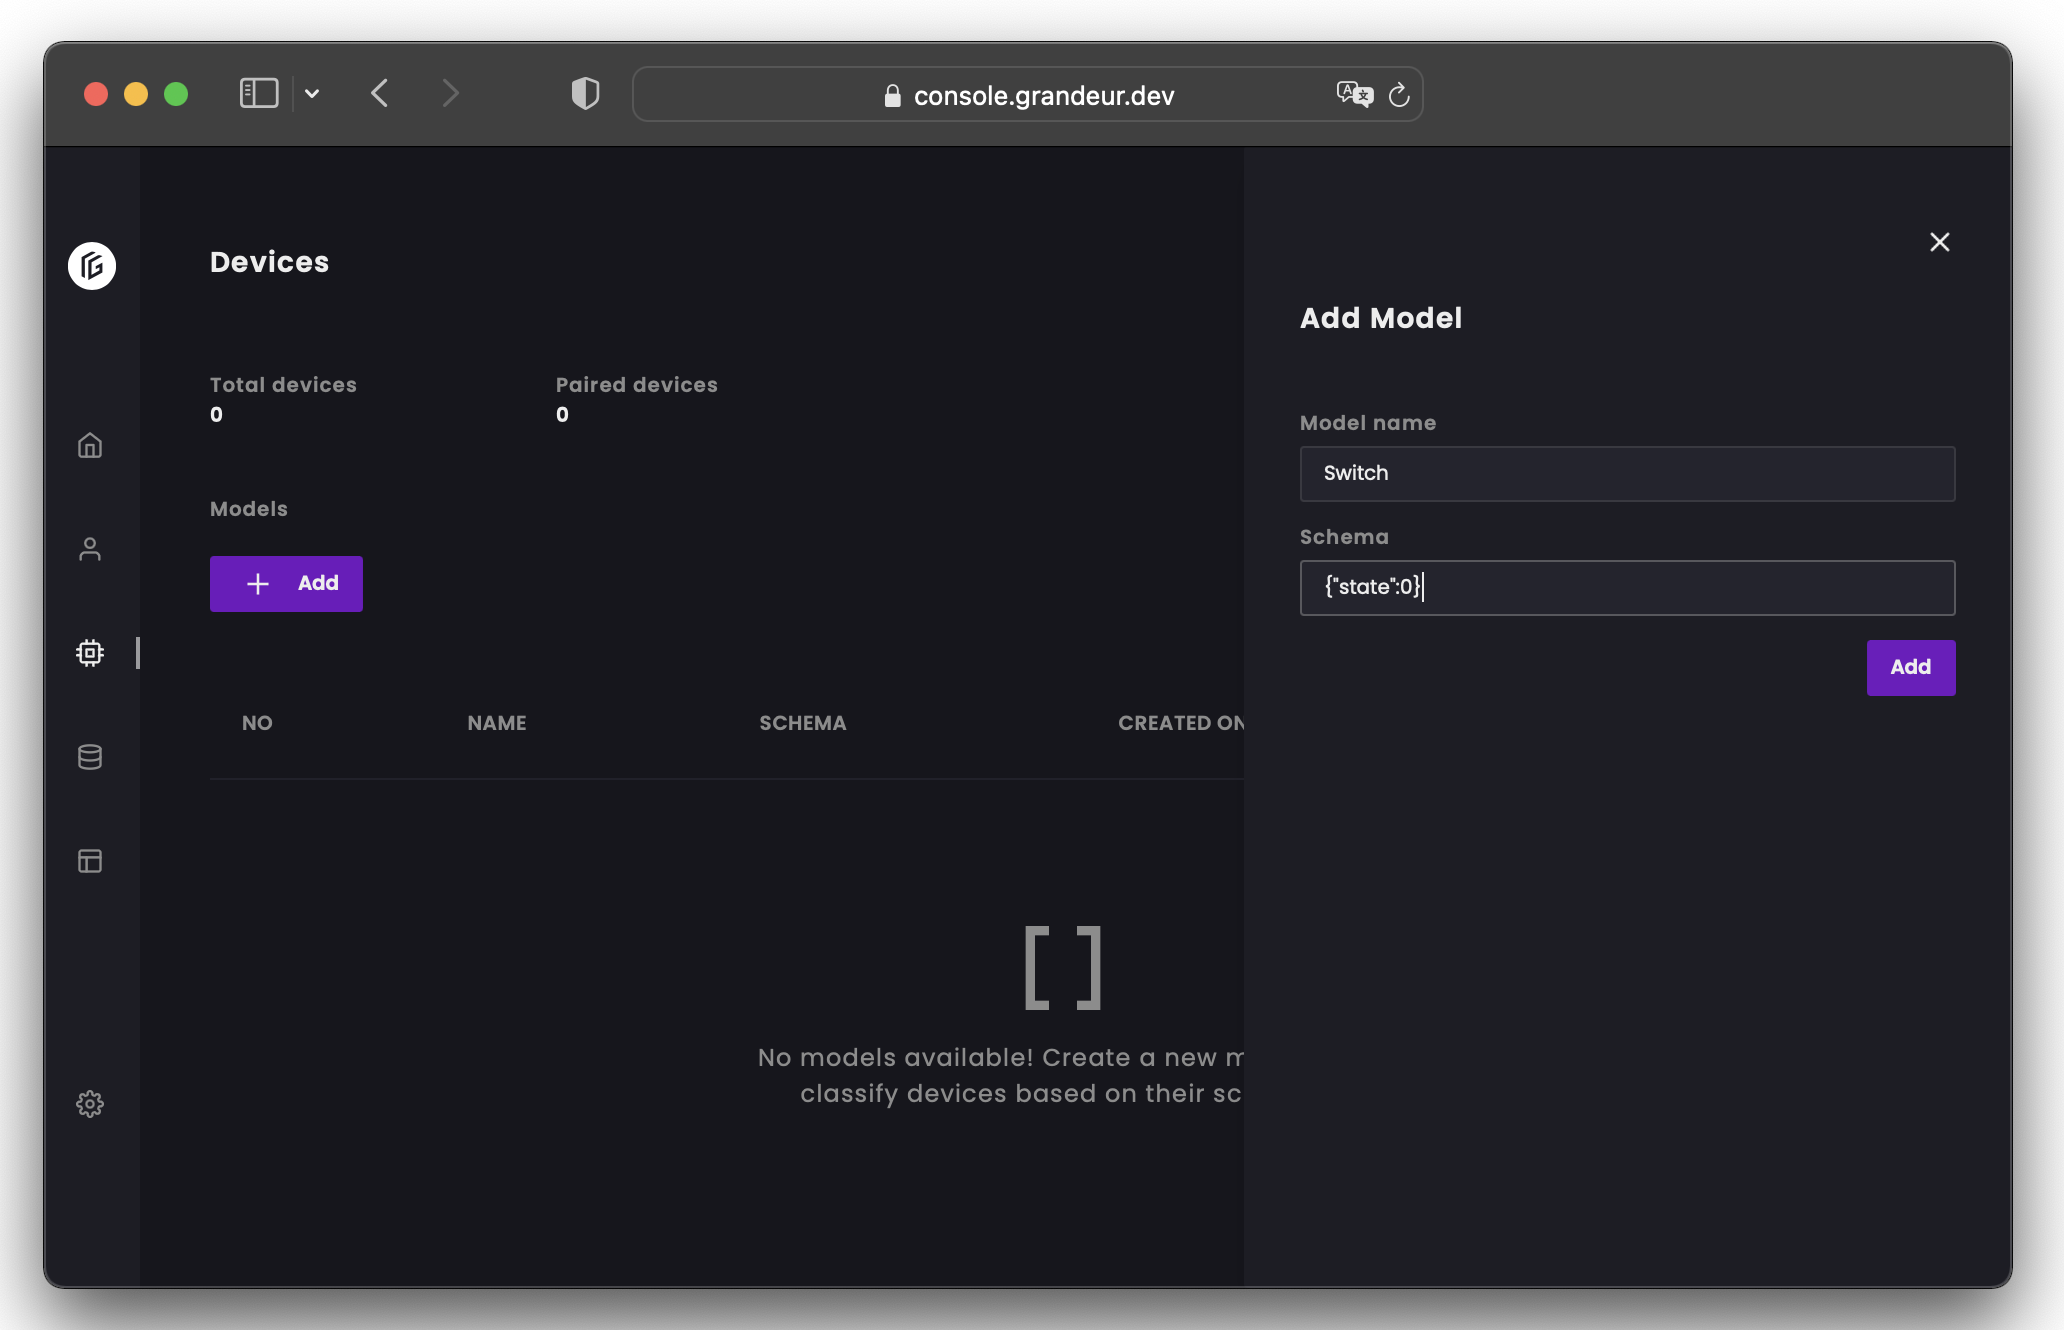 console.grandeur.dev
Devices
Total devices
0
Paired devices
0
Models
Add
NO NAME SCHEMA CREATED ON
[ ]
No models available! Create a new
classify devices based on their
Add Model
Model name
Switch
Schema
{"state":0}
Add